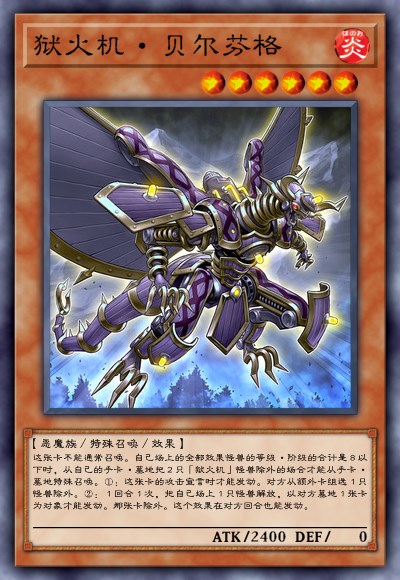 狱火机·贝尔芬格
ほのお
炎
【恶魔族/特殊召唤/效果】
这张卡不能通常召唤。自己场上的全部效果怪兽的等级·阶级的合计是8以
下时，从自己的手卡·墓地把2只「狱火机」怪兽除外的场合才能从手卡·
墓地特殊召唤。①：这张卡的攻击宣言时才能发动。对方从额外卡组选1只
怪兽除外。②：1回合1次，把自己场上1只怪兽解放，以对方墓地1张卡
为对象才能发动。那张卡除外。这个效果在对方回合也能发动。
ATK/2400 DEF/ 0